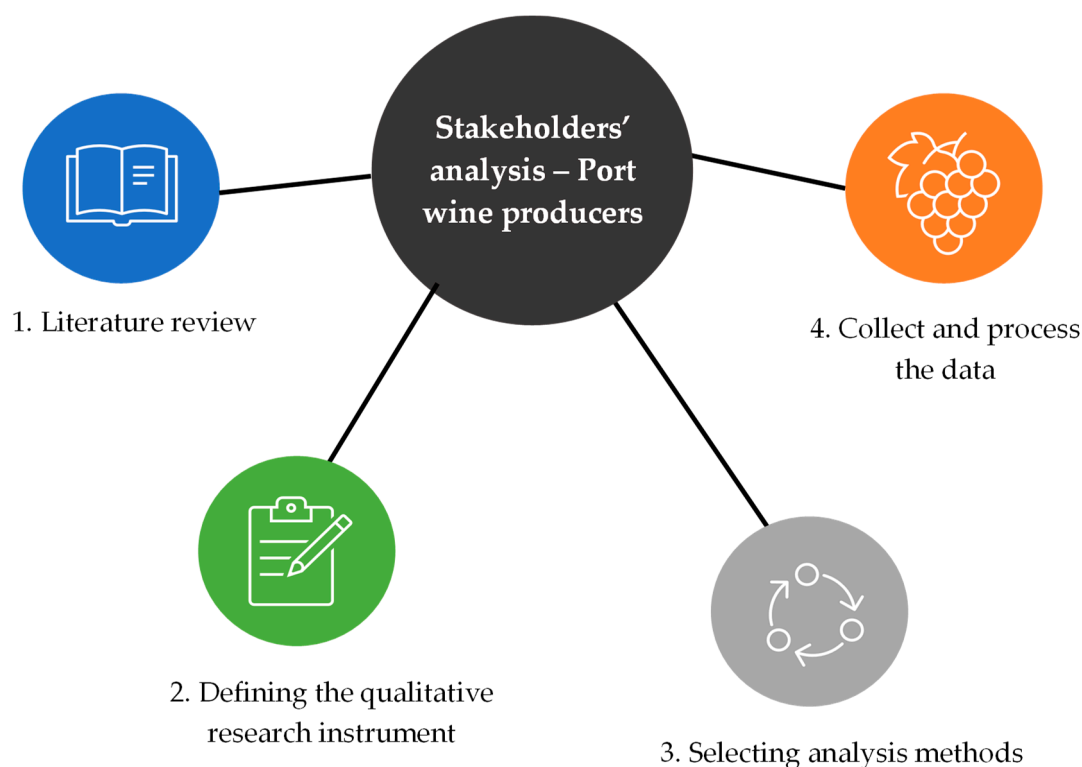 Stakeholders’
analysis – Port
wine producers
1. Literature review
2. Defining the qualitative
research instrument
3. Selecting analysis methods
4. Collect and process
the data